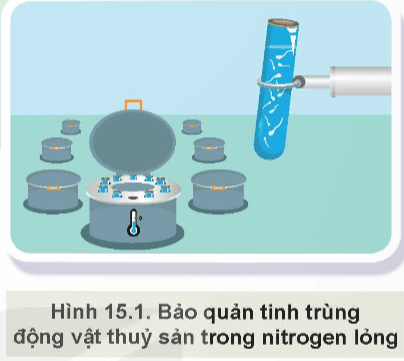 Hình 15.1. Bảo quản tinh trùng
động vật thuỷ sản trong nitrogen lỏng